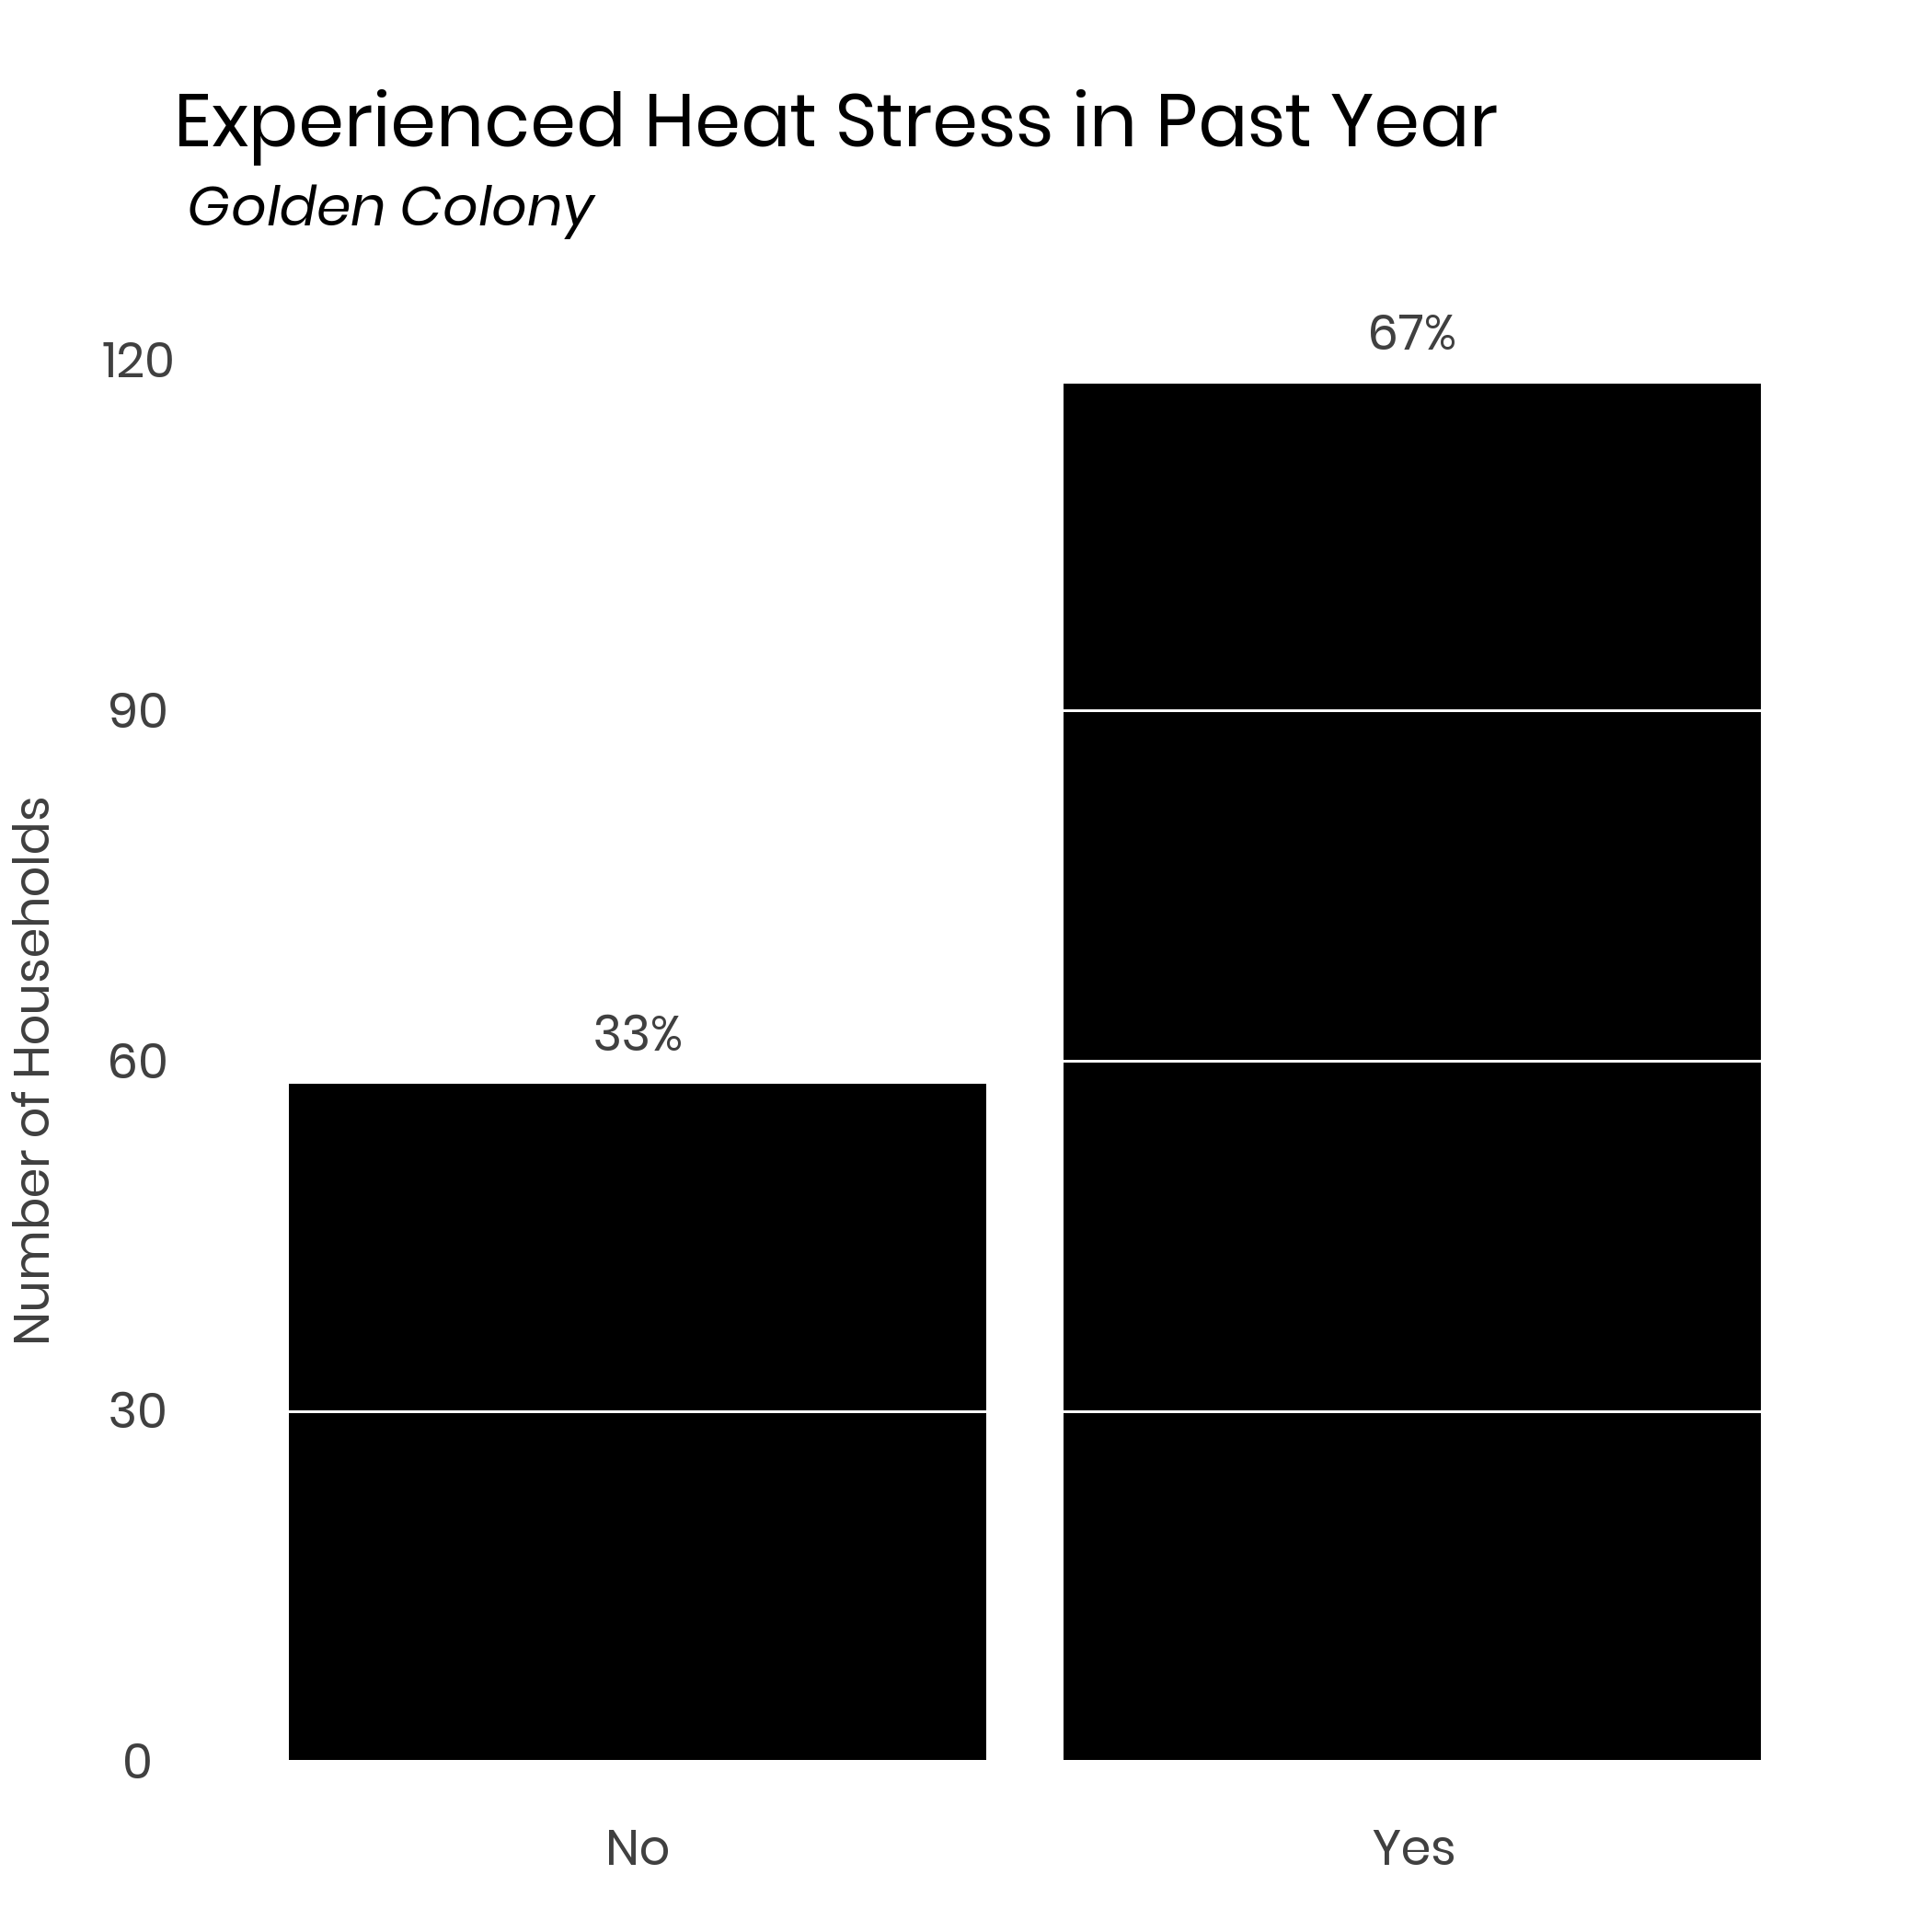 Experienced Heat Stress in Past Year
Golden Colony
67%
120
90
Number of Households
33%
60
30
0
No
Yes